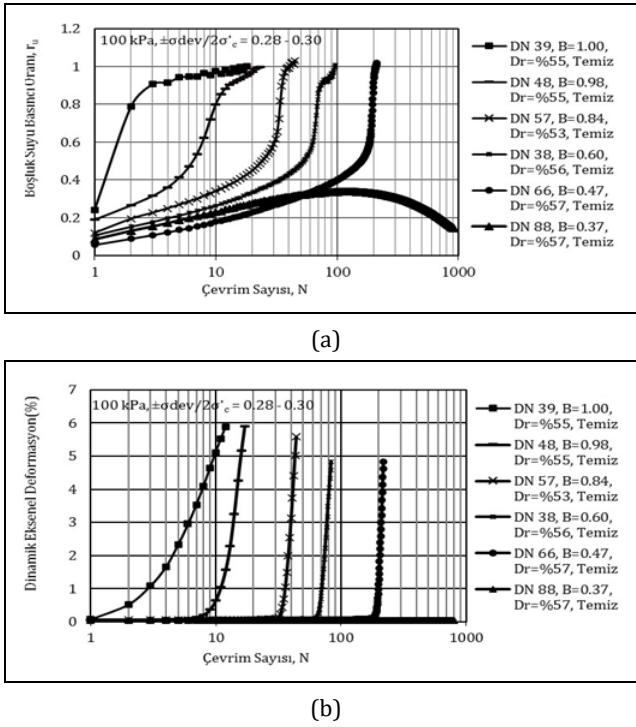 100 kPa, ±σdev/2σ'c = 0.28 - 0.30
Boşluk Suyu Basıncı Oranı, ru
1.2
1
0.8
0.6
0.4
0.2
0
1
10
100
1000
Çevrim Sayısı, N
DN 39, B=1.00,
Dr=%55, Temiz
DN 48, B=0.98,
Dr=%55, Temiz
DN 57, B=0.84,
Dr=%53, Temiz
DN 38, B=0.60,
Dr=%56, Temiz
DN 66, B=0.47,
Dr=%57, Temiz
DN 88, B=0.37,
Dr=%57, Temiz
(a)
100 kPa, ±σdev/2σ'c = 0.28 - 0.30
Dinamik Eksenel Deformasyon(%)
6
5
4
3
2
1
0
1
10
100
1000
Çevrim Sayısı, N
DN 39, B=1.00,
Dr=%55, Temiz
DN 48, B=0.98,
Dr=%55, Temiz
DN 57, B=0.84,
Dr=%53, Temiz
DN 38, B=0.60,
Dr=%56, Temiz
DN 66, B=0.47,
Dr=%57, Temiz
DN 88, B=0.37,
Dr=%57, Temiz
(b)